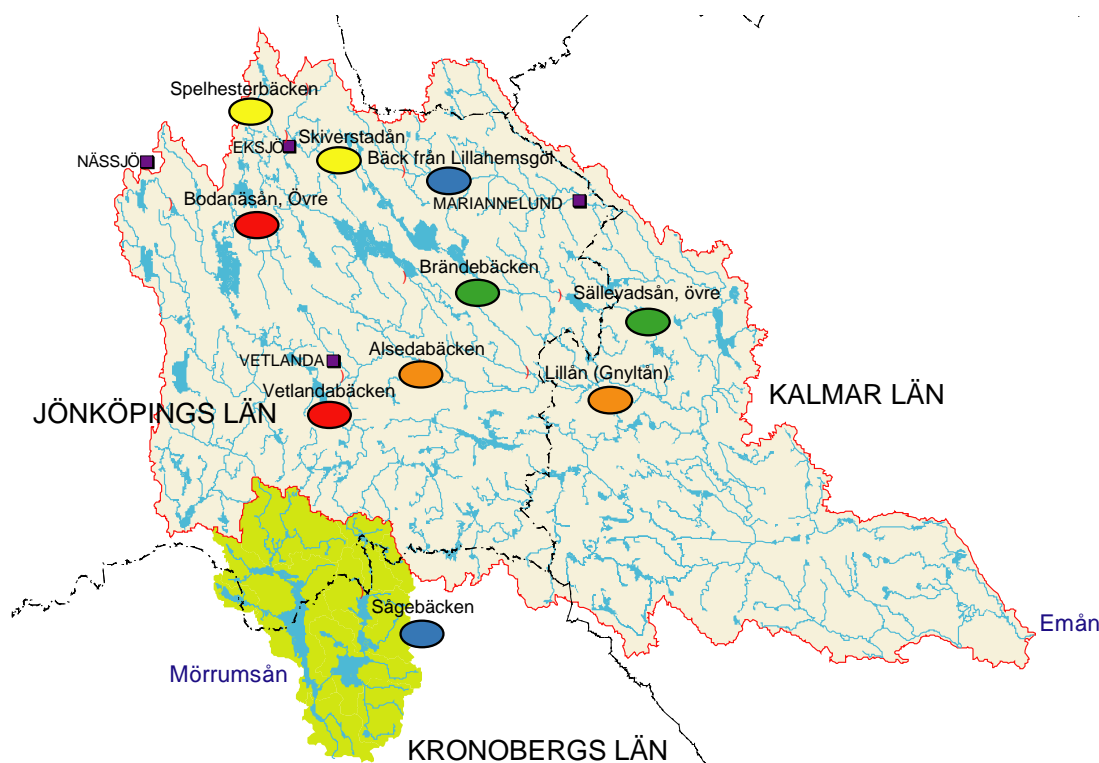 Spelhesterbäcken
Skiverstadån
EKSJÖ
NÄSSJÖ
Bäck från Lillahemsgöl
Bodanäsån, Övre
MARIANNELUND
Brändebäcken
Sällevadsån, övre
VETLANDA
Alsedabäcken
Lillån (Gnyltån)
Vetlandabäcken
KALMAR LÄN
JÖNKÖPINGS LÄN
Sågebäcken
Emån
Mörrumsån
KRONOBERGS LÄN